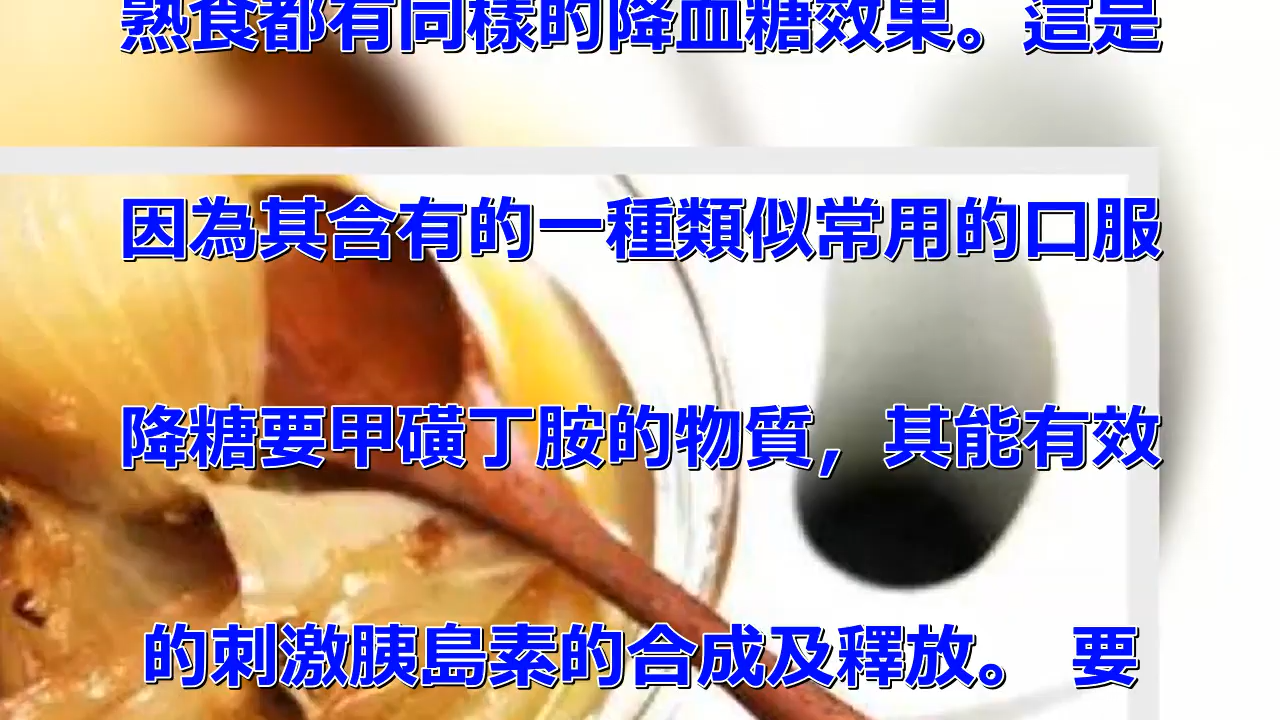 熟食都有同樣的降血糖效果。這是
因為其含有的一種類似常用的口服
降糖要甲磺丁胺的物質，其能有效
的刺激胰島素的合成及釋放。 要